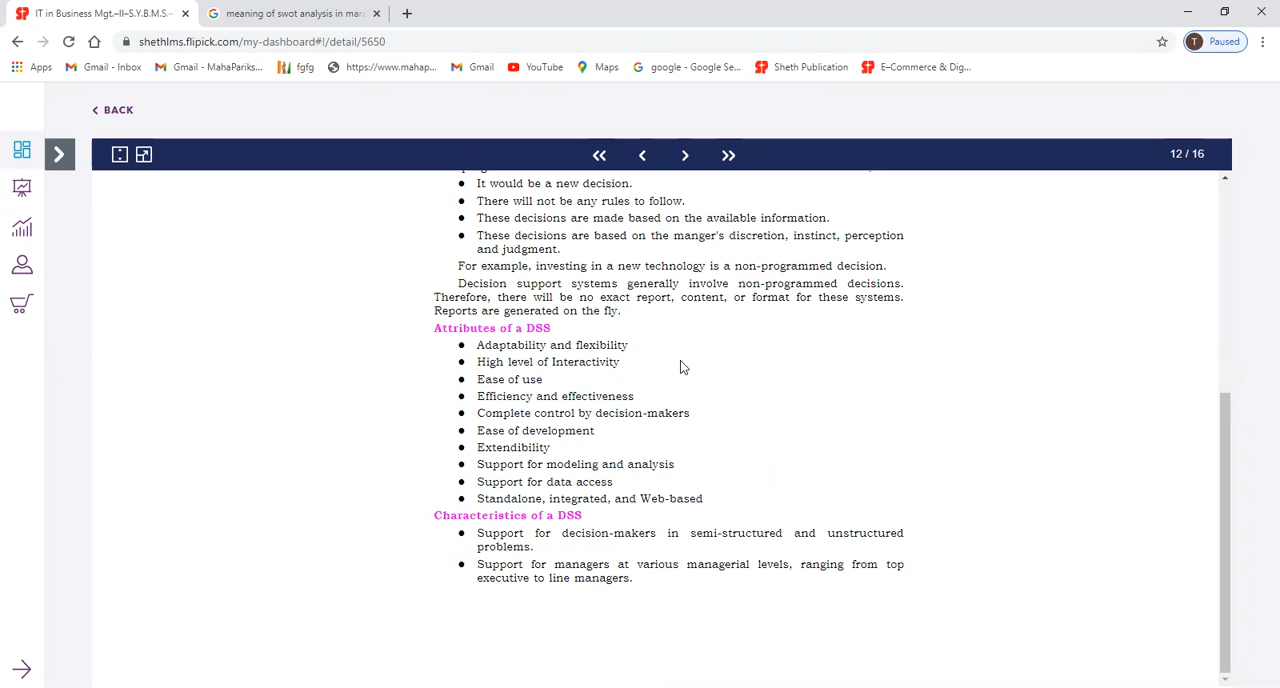 IT in Business Mgt.–II–S.Y.B.M.S.-
meaning of swot analysis in mar
shethlms.flipick.com/my-dashboard#!/detail/5650
T Paused
Apps Gmail - Inbox Gmail - MahaPariks... fgfg https://www.mahap... Gmail YouTube Maps google - Google Se... Sheth Publication E–Commerce & Dig...
BACK
12 / 16
• It would be a new decision.
• There will not be any rules to follow.
• These decisions are made based on the available information.
• These decisions are based on the manger's discretion, instinct, perception
and judgment.
For example, investing in a new technology is a non-programmed decision.
Decision support systems generally involve non-programmed decisions.
Therefore, there will be no exact report, content, or format for these systems.
Reports are generated on the fly.
Attributes of a DSS
• Adaptability and flexibility
• High level of Interactivity
• Ease of use
• Efficiency and effectiveness
• Complete control by decision-makers
• Ease of development
• Extendibility
• Support for modeling and analysis
• Support for data access
• Standalone, integrated, and Web-based
Characteristics of a DSS
• Support for decision-makers in semi-structured and unstructured
problems.
• Support for managers at various managerial levels, ranging from top
executive to line managers.